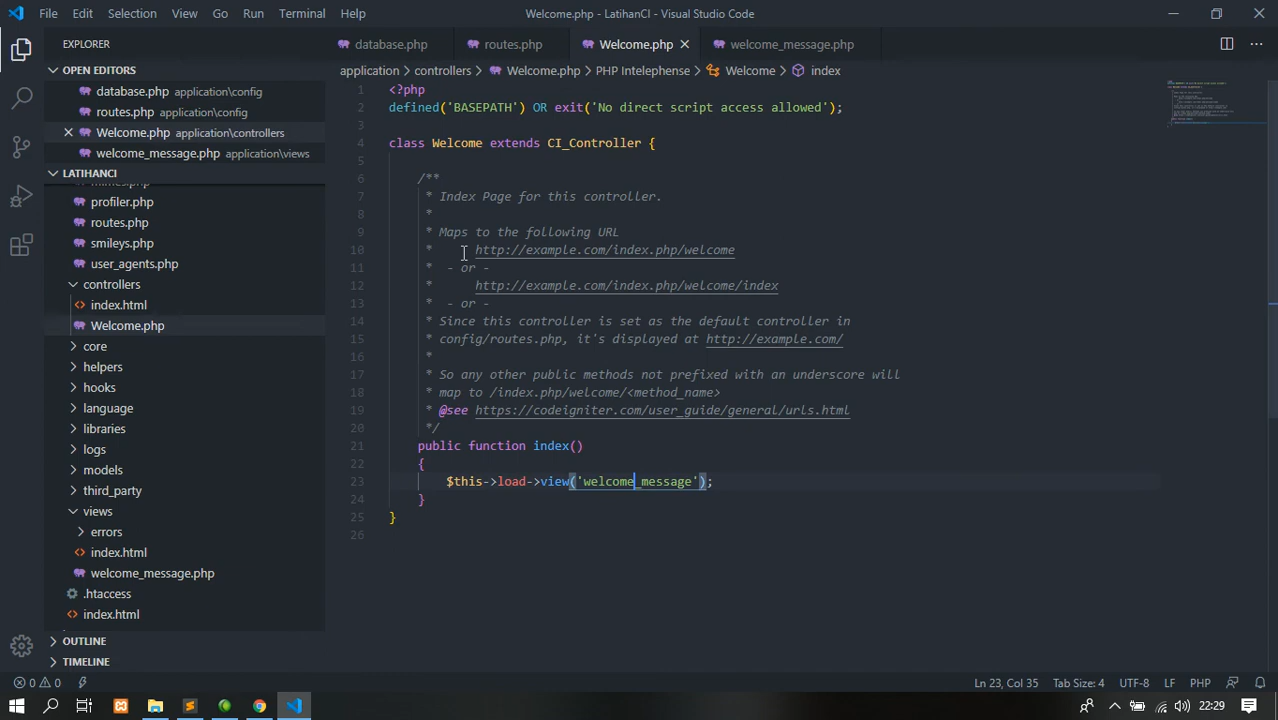 File Edit Selection View Go Run Terminal Help Welcome.php - LatihanCI - Visual Studio Code
EXPLORER
OPEN EDITORS
database.php application\config
routes.php application\config
Welcome.php application\controllers
welcome_message.php application\views
LATIHANCI
profiler.php
routes.php
smileys.php
user_agents.php
controllers
index.html
Welcome.php
core
helpers
hooks
language
libraries
logs
models
third_party
views
errors
index.html
welcome_message.php
.htaccess
index.html
OUTLINE
TIMELINE
database.php routes.php Welcome.php welcome_message.php
application > controllers > Welcome.php > PHP Intelephense > Welcome > index
1 <?php
2 defined('BASEPATH') OR exit('No direct script access allowed');
3
4 class Welcome extends CI_Controller {
5
6 /**
7 * Index Page for this controller.
8 *
9 * Maps to the following URL
10 * http://example.com/index.php/welcome
11 * - or -
12 * http://example.com/index.php/welcome/index
13 * - or -
14 * Since this controller is set as the default controller in
15 * config/routes.php, it's displayed at http://example.com/
16 *
17 * So any other public methods not prefixed with an underscore will
18 * map to /index.php/welcome/<method_name>
19 * @see https://codeigniter.com/user_guide/general/urls.html
20 */
21 public function index()
22 {
23 $this->load->view('welcome_message');
24 }
25 }
26
0 0 Ln 23, Col 35 Tab Size: 4 UTF-8 LF PHP
22:29